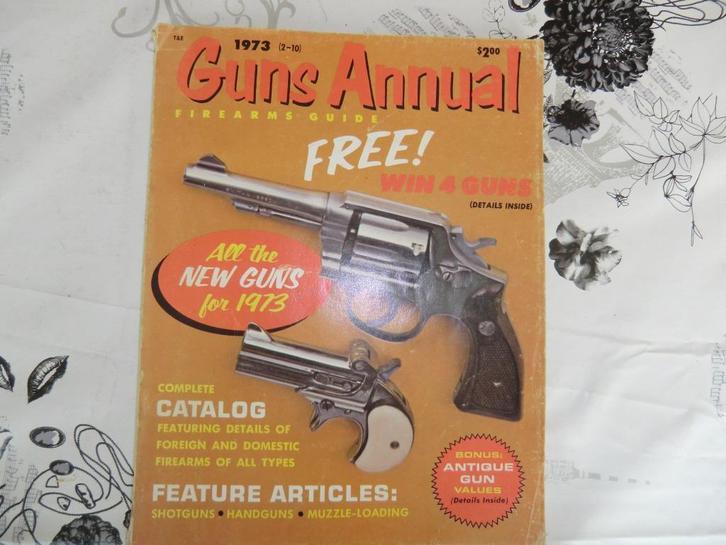 T&E
1973 (2-10)
$2.00
Guns Annual
FIREARMS GUIDE
FREE!
WIN 4 GUNS
(DETAILS INSIDE)
All the
NEW GUNS
for 1973
COMPLETE
CATALOG
FEATURING DETAILS OF
FOREIGN AND DOMESTIC
FIREARMS OF ALL TYPES
BONUS:
ANTIQUE
GUN
VALUES
(Details Inside)
FEATURE ARTICLES:
SHOTGUNS • HANDGUNS • MUZZLE-LOADING